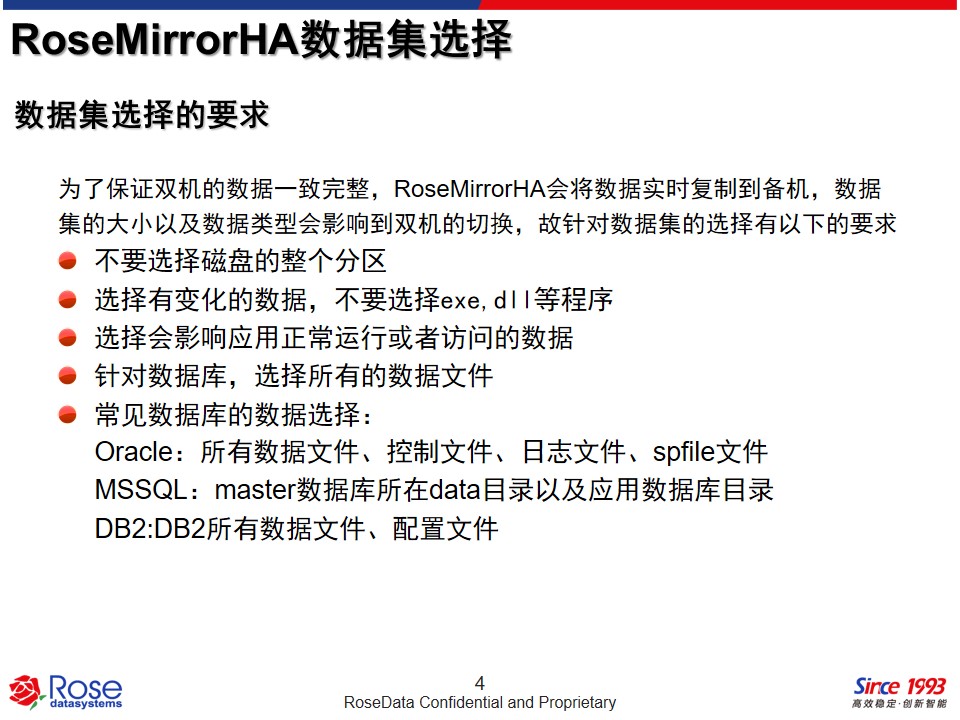 RoseMirrorHA数据集选择
数据集选择的要求
为了保证双机的数据一致完整，RoseMirrorHA会将数据实时复制到备机，数据
集的大小以及数据类型会影响到双机的切换，故针对数据集的选择有以下的要求
不要选择磁盘的整个分区
选择有变化的数据，不要选择exe,dll等程序
选择会影响应用正常运行或者访问的数据
针对数据库，选择所有的数据文件
常见数据库的数据选择：
Oracle：所有数据文件、控制文件、日志文件、spfile文件
MSSQL：master数据库所在data目录以及应用数据库目录
DB2:DB2所有数据文件、配置文件
Rose
datasystems
4
RoseData Confidential and Proprietary
Since 1993
高效稳定·创新智能